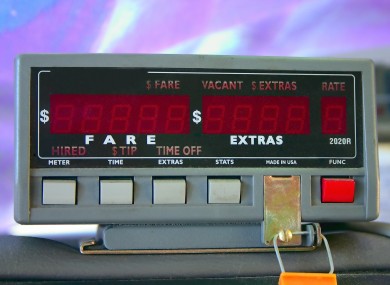 $ FARE VACANT $ EXTRAS RATE
$ $
FARE EXTRAS 2020R
HIRED $ TIP TIME OFF
METER TIME EXTRAS STATS MADE IN USA FUNC